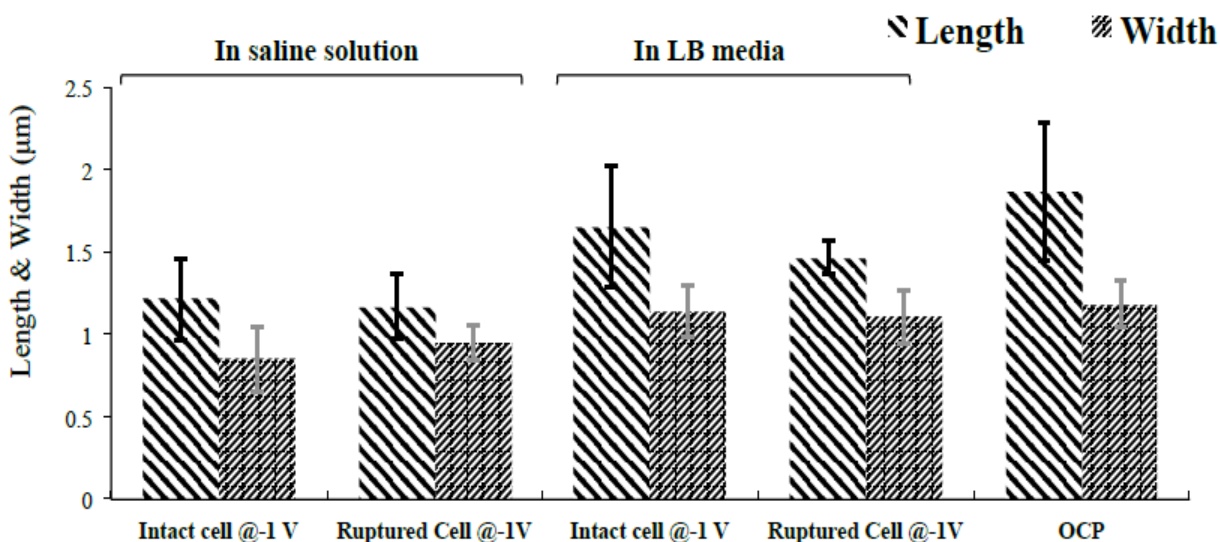 Length Width
In saline solution In LB media
Length & Width (µm)
2.5
2
1.5
1
0.5
0
Intact cell @-1 V Ruptured Cell @-1V Intact cell @-1 V Ruptured Cell @-1V OCP